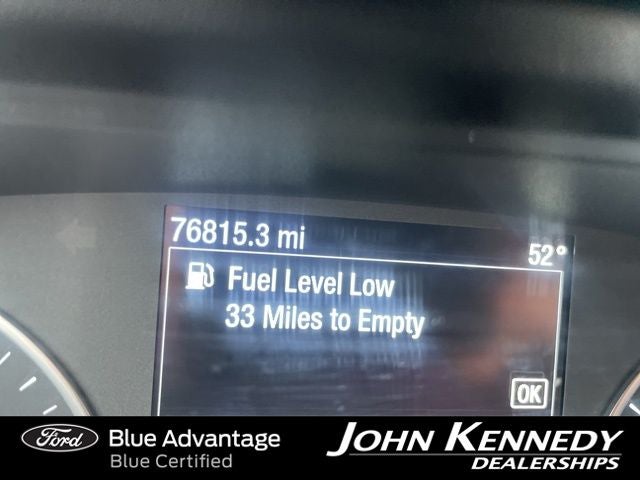 76815.3 mi
52°
Fuel Level Low
33 Miles to Empty
OK
Ford
Blue Advantage
Blue Certified
JOHN KENNEDY
DEALERSHIPS